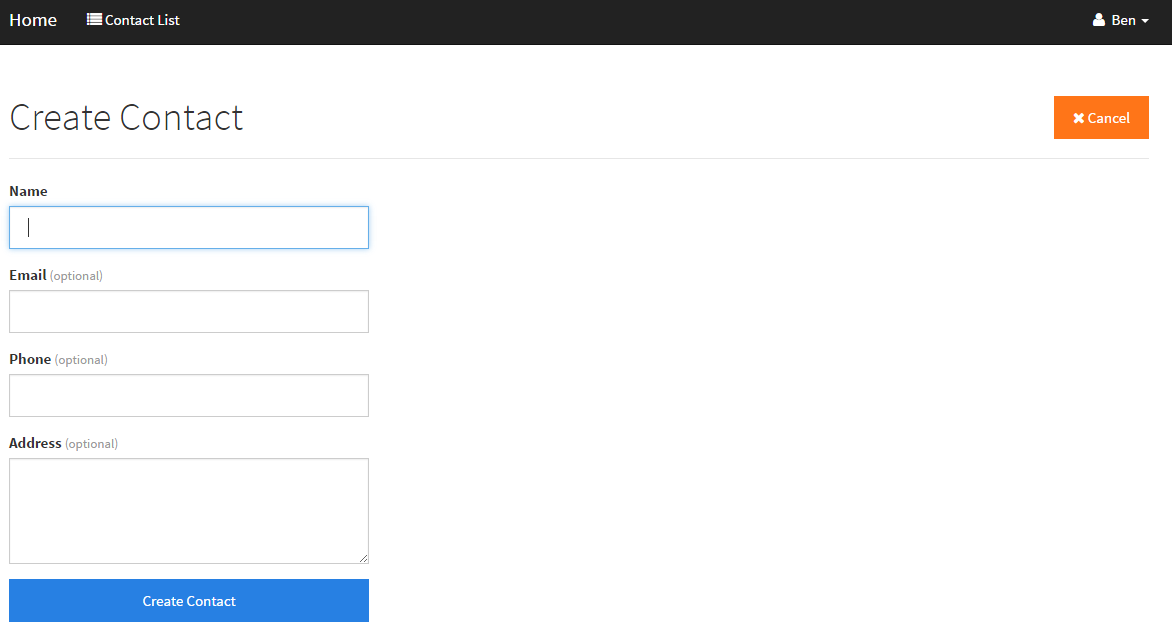 Home Contact List Ben
Create Contact
Cancel
Name
Email (optional)
Phone (optional)
Address (optional)
Create Contact